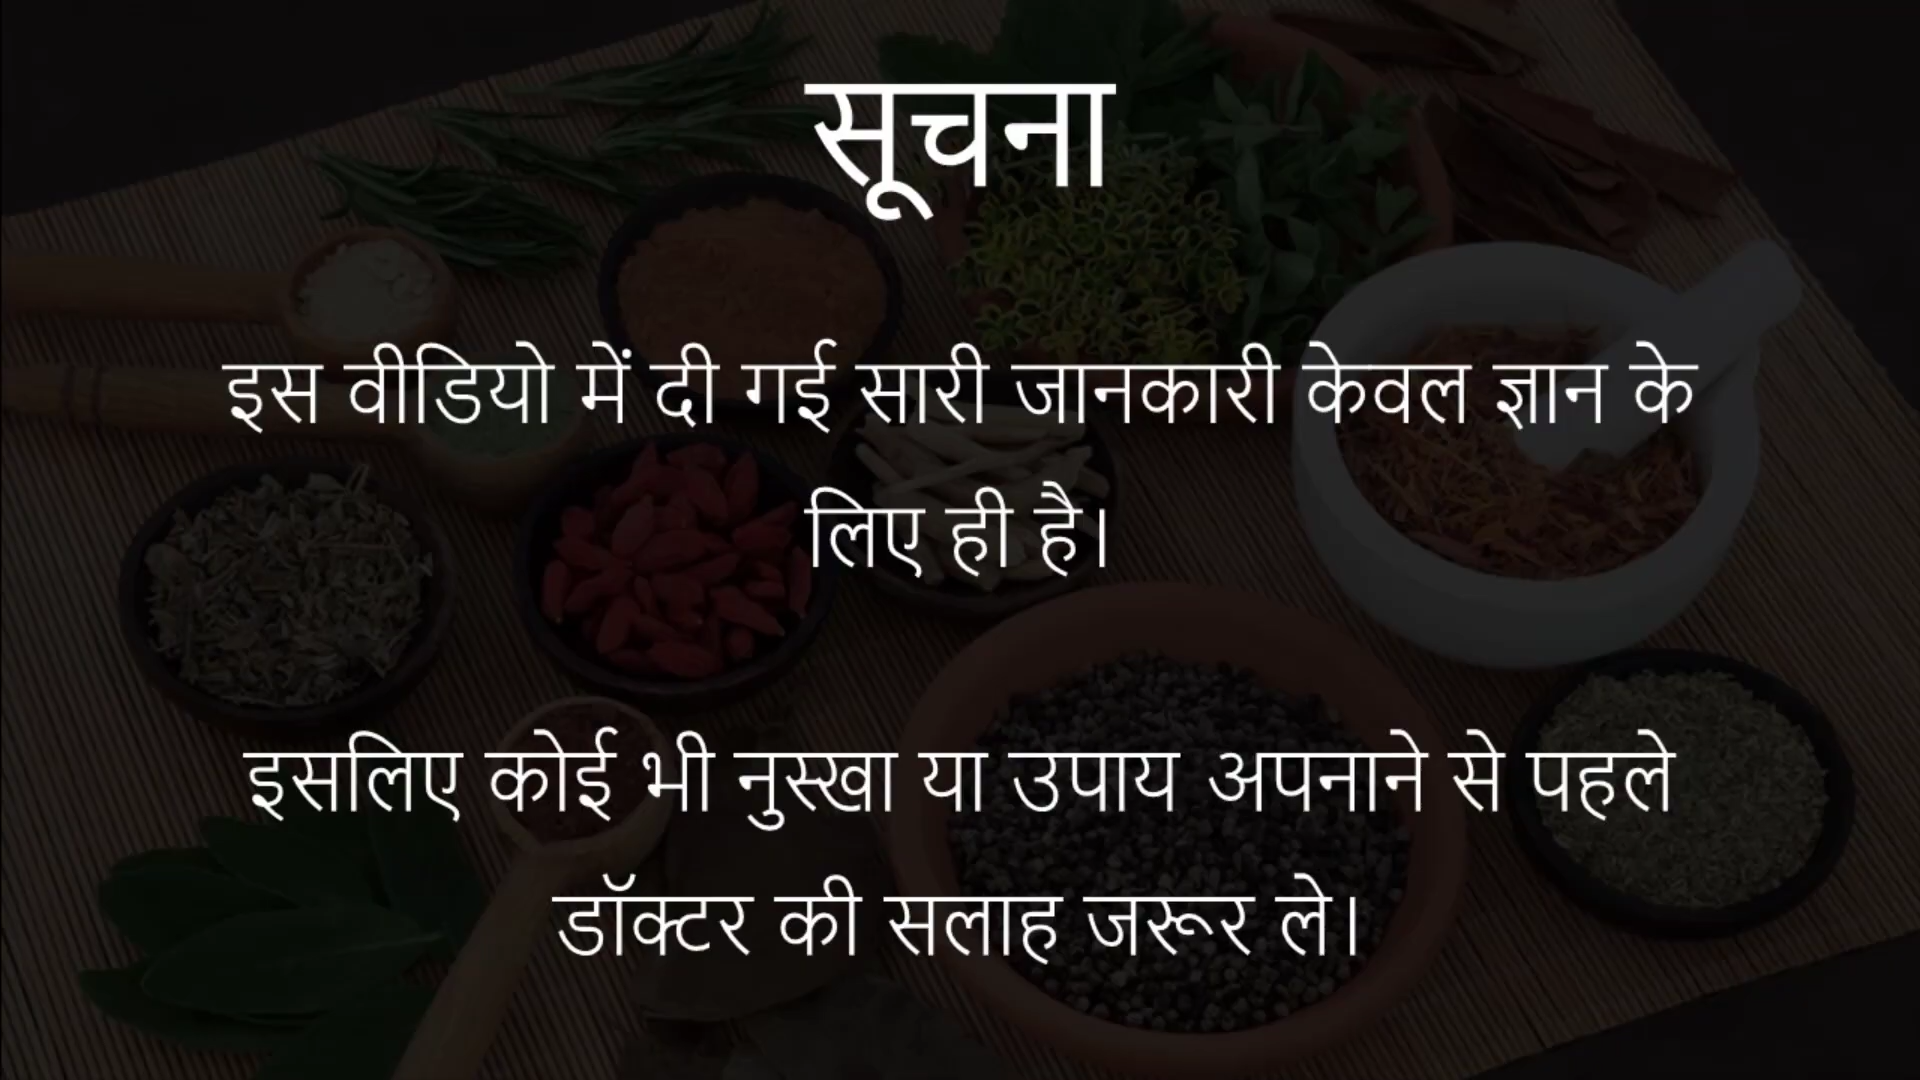 सूचना
इस वीडियो में दी गई सारी जानकारी केवल ज्ञान के
लिए ही है।
इसलिए कोई भी नुस्खा या उपाय अपनाने से पहले
डॉक्टर की सलाह जरूर ले।